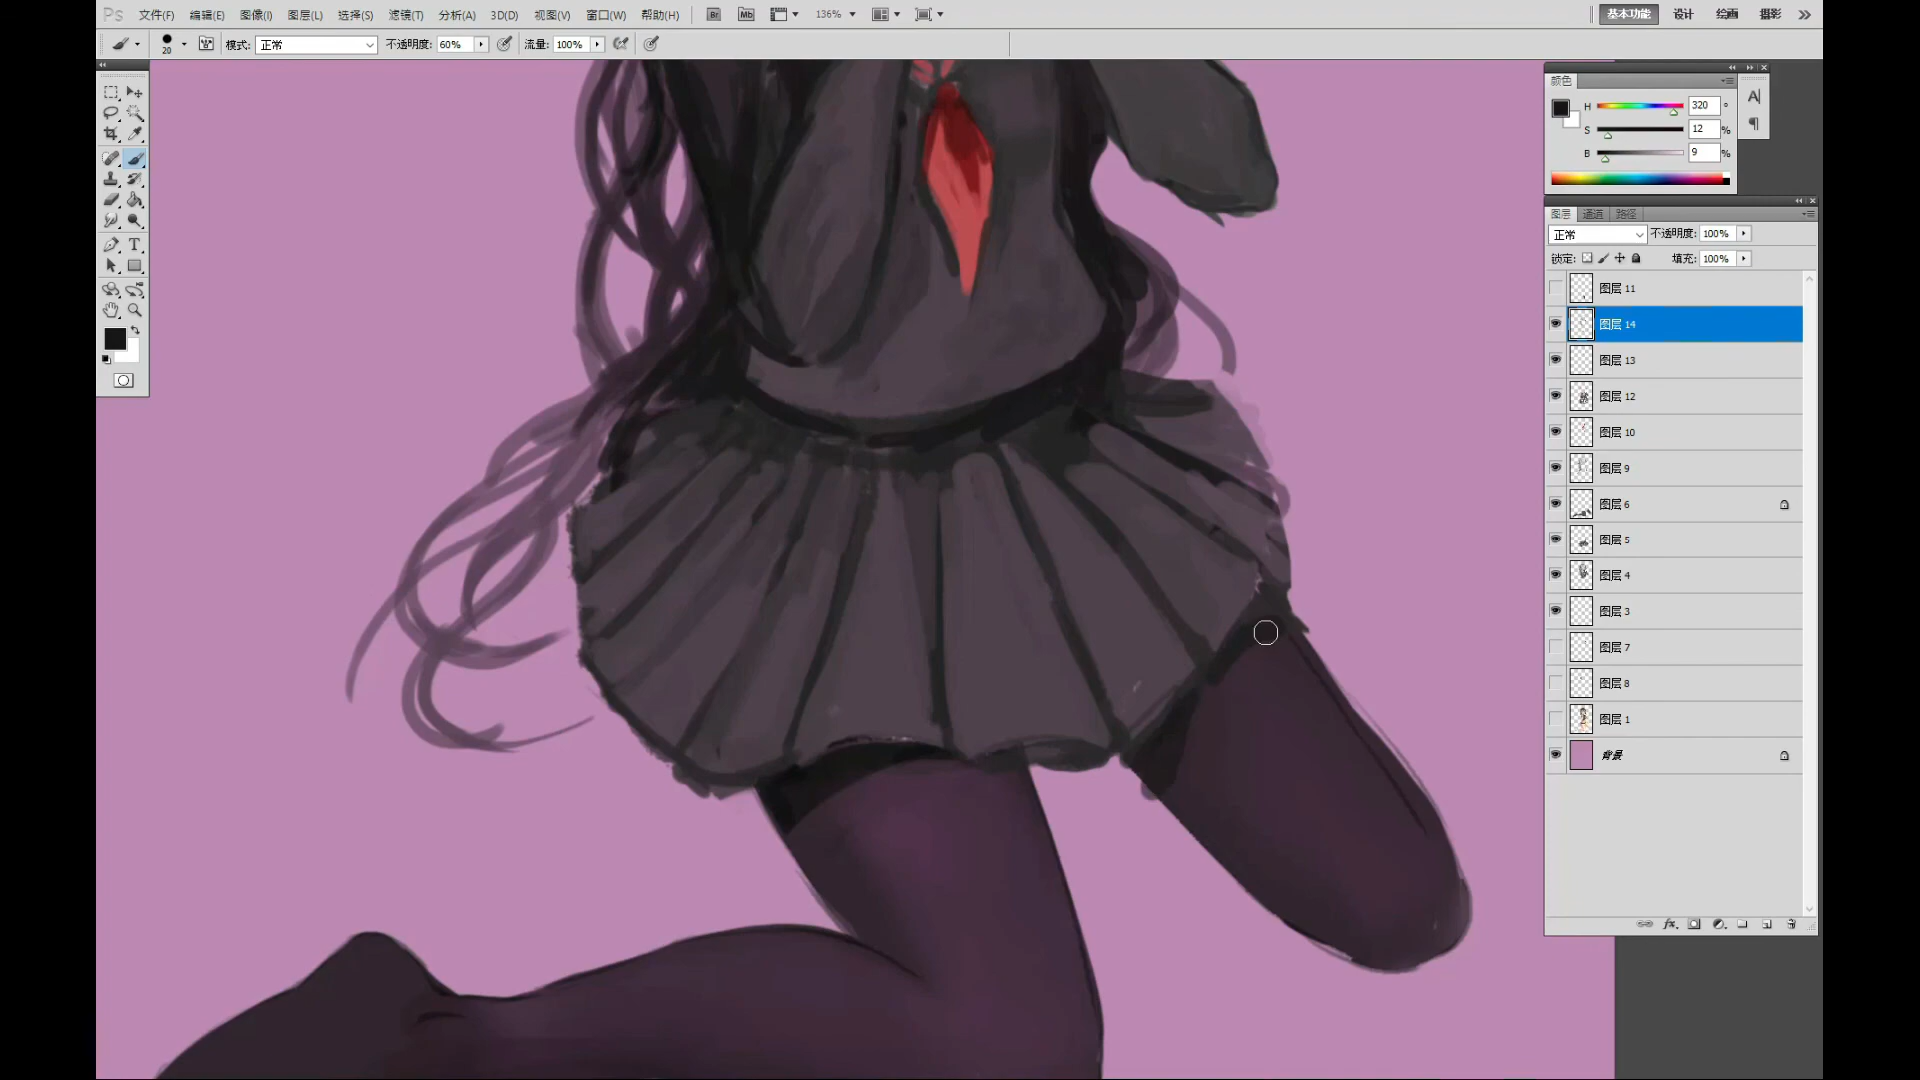 Ps 文件(F) 编辑(E) 图像(I) 图层(L) 选择(S) 滤镜(T) 分析(A) 3D(D) 视图(V) 窗口(W) 帮助(H) Br Mb 136% 基本功能 设计 绘画 摄影
20 模式: 正常 不透明度: 60% 流量: 100%
颜色
H 320 °
S 12 %
B 9 %
A
图层 通道 路径
正常 不透明度: 100%
锁定: 填充: 100%
图层 11
图层 14
图层 13
图层 12
图层 10
图层 9
图层 6
图层 5
图层 4
图层 3
图层 7
图层 8
图层 1
背景
T
fx